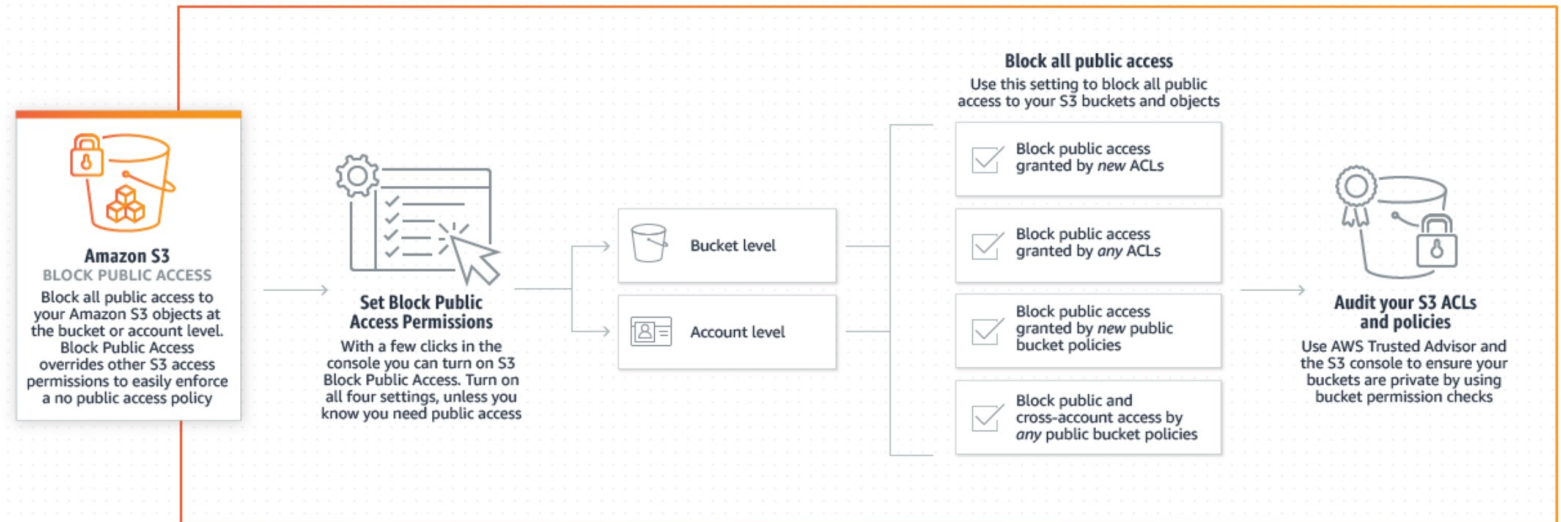 Amazon S3
BLOCK PUBLIC ACCESS
Block all public access to
your Amazon S3 objects at
the bucket or account level.
Block Public Access
overrides other S3 access
permissions to easily enforce
a no public access policy
Set Block Public
Access Permissions
With a few clicks in the
console you can turn on S3
Block Public Access. Turn on
all four settings, unless you
know you need public access
Bucket level
Account level
Block all public access
Use this setting to block all public
access to your S3 buckets and objects
Block public access
granted by new ACLs
Block public access
granted by any ACLs
Block public access
granted by new public
bucket policies
Block public and
cross-account access by
any public bucket policies
Audit your S3 ACLs
and policies
Use AWS Trusted Advisor and
the S3 console to ensure your
buckets are private by using
bucket permission checks